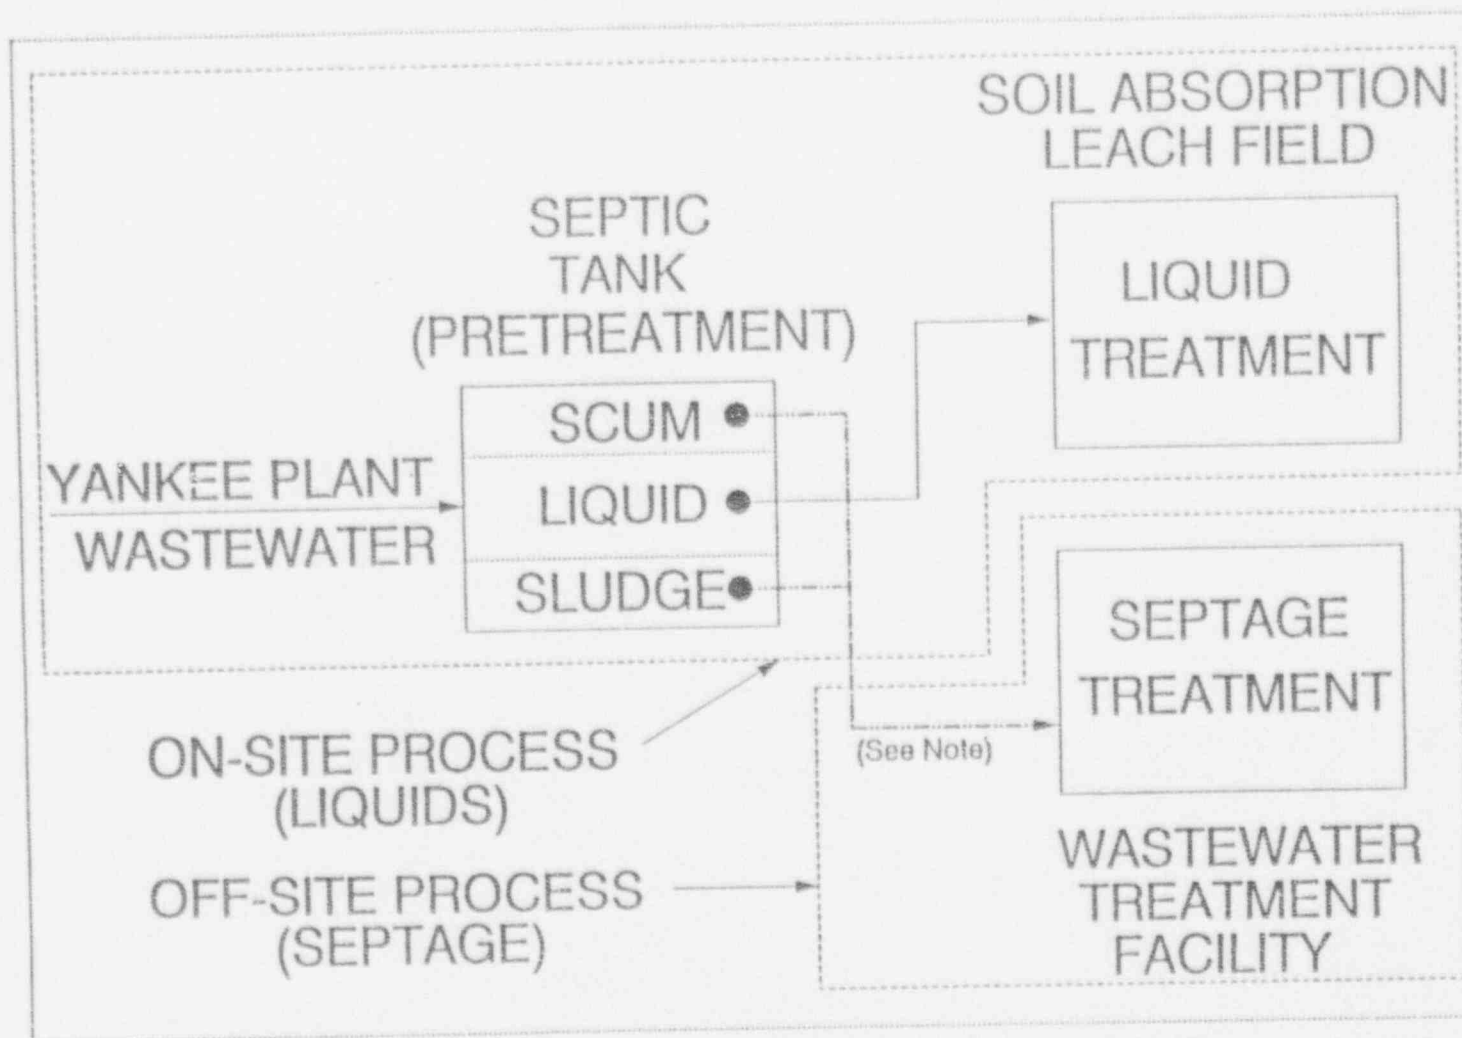 SOIL ABSORPTION
LEACH FIELD
SEPTIC
TANK
(PRETREATMENT)
LIQUID
TREATMENT
SCUM
LIQUID
SLUDGE
YANKEE PLANT
WASTEWATER
SEPTAGE
TREATMENT
(See Note)
ON-SITE PROCESS
(LIQUIDS)
OFF-SITE PROCESS
(SEPTAGE)
WASTEWATER
TREATMENT
FACILITY